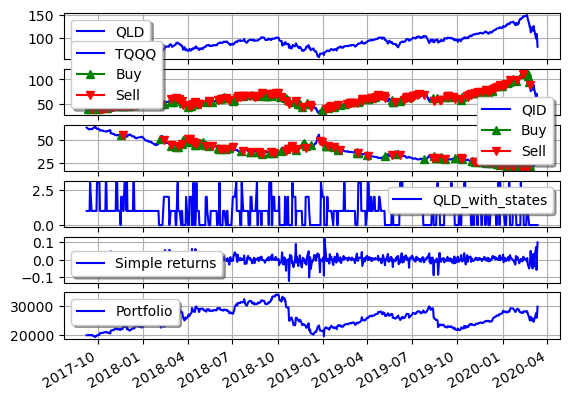 150
100
QLD
100
50
TQQQ
Buy
Sell
50
25
QID
Buy
Sell
2.5
0.0
QLD_with_states
0.1
0.0
−0.1
Simple returns
30000
20000
Portfolio
2017-10
2018-01
2018-04
2018-07
2018-10
2019-01
2019-04
2019-07
2019-10
2020-01
2020-04